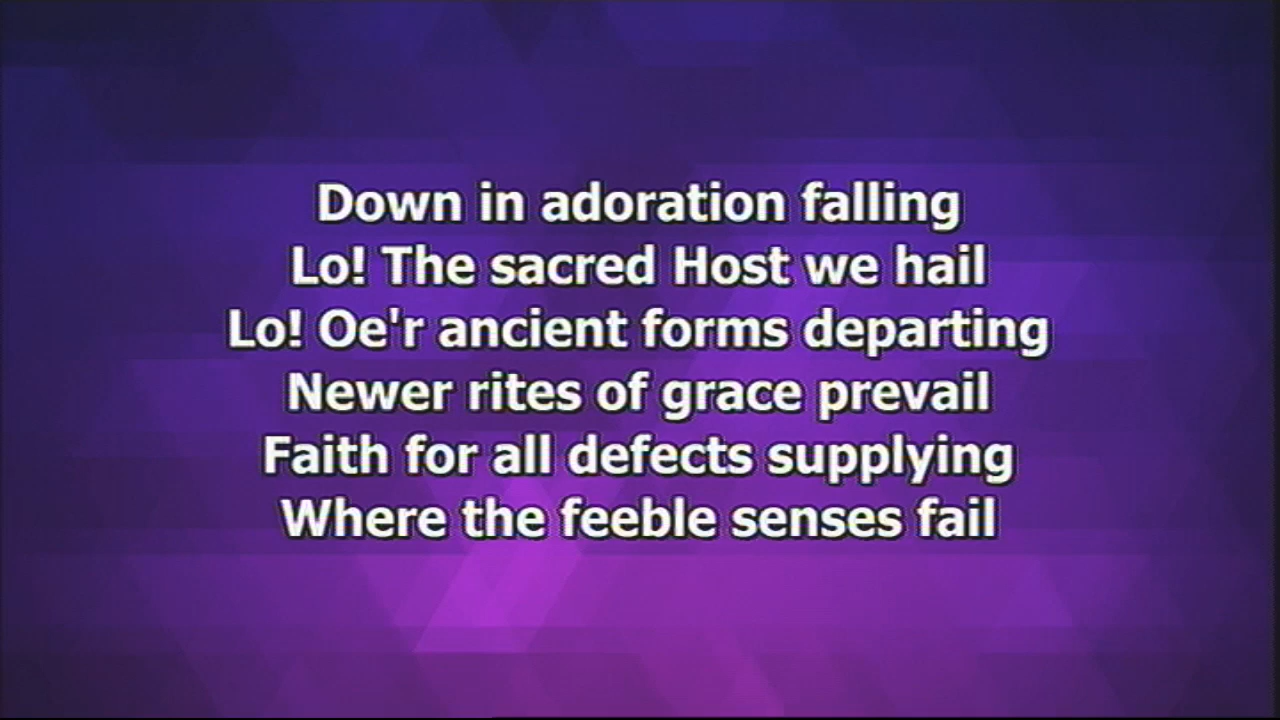 Down in adoration falling
Lo! The sacred Host we hail
Lo! Oe'r ancient forms departing
Newer rites of grace prevail
Faith for all defects supplying
Where the feeble senses fail